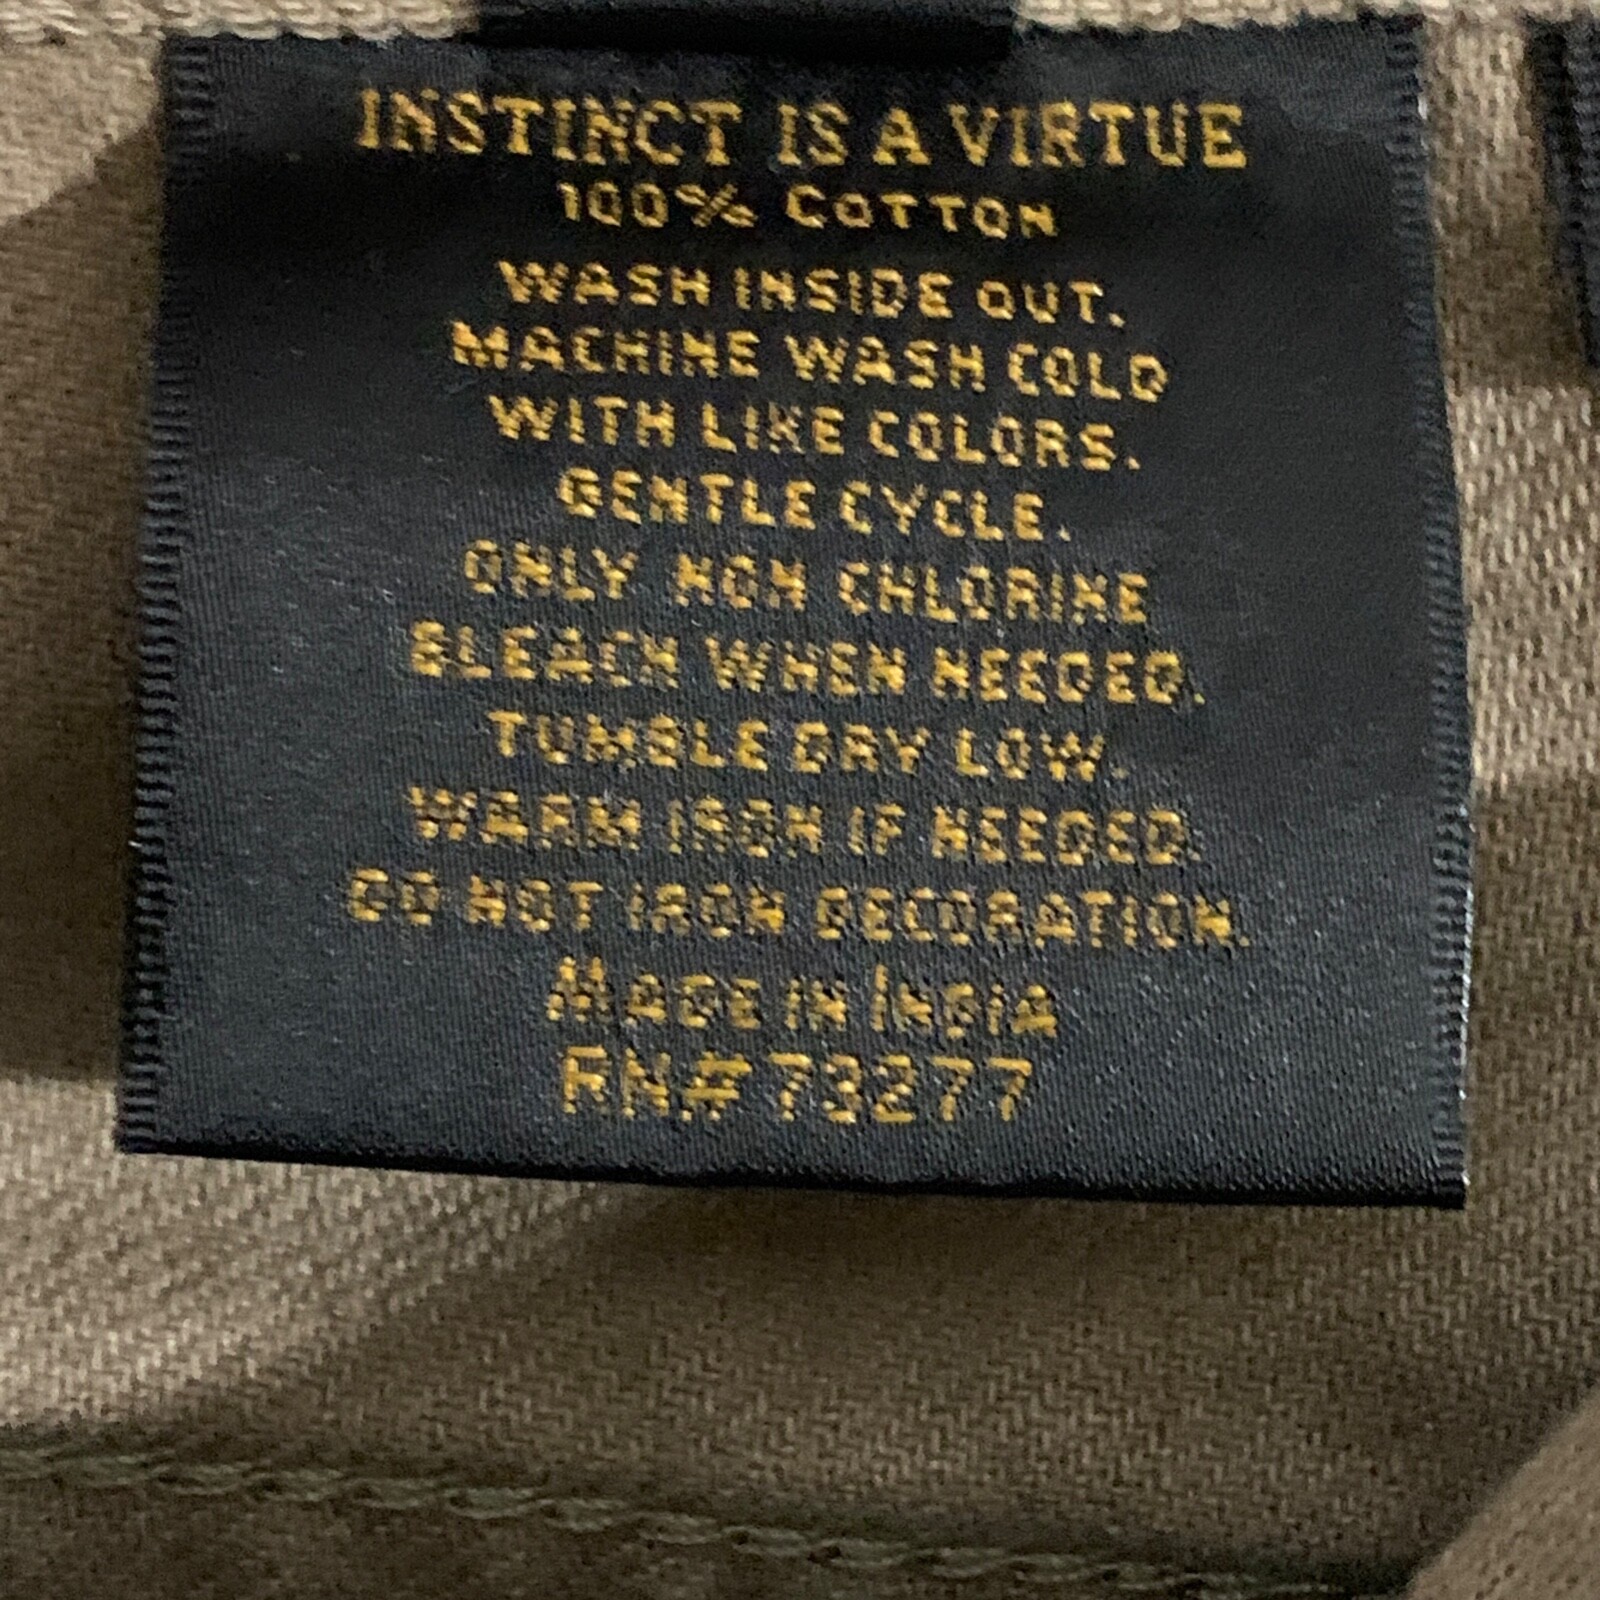 INSTINCT IS A VIRTUE
100% COTTON
WASH INSIDE OUT.
MACHINE WASH COLD
WITH LIKE COLORS.
GENTLE CYCLE.
ONLY NON CHLORINE
BLEACH WHEN NEEDED.
TUMBLE DRY LOW.
WARM IRON IF NEEDED.
DO NOT IRON DECORATION.
MADE IN INDIA
RN# 73277